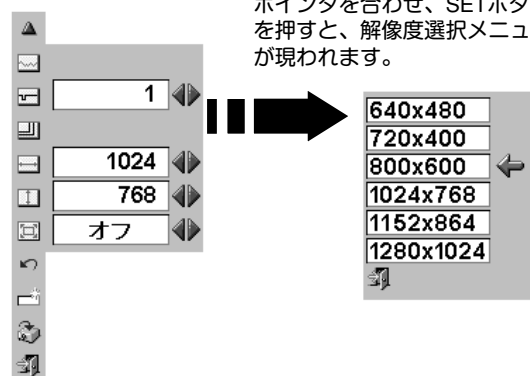 ポインタを合わせ、SETボタ
を押すと、解像度選択メニュ
が現われます。
1
1024
768
オフ
640x480
720x400
800x600
1024x768
1152x864
1280x1024